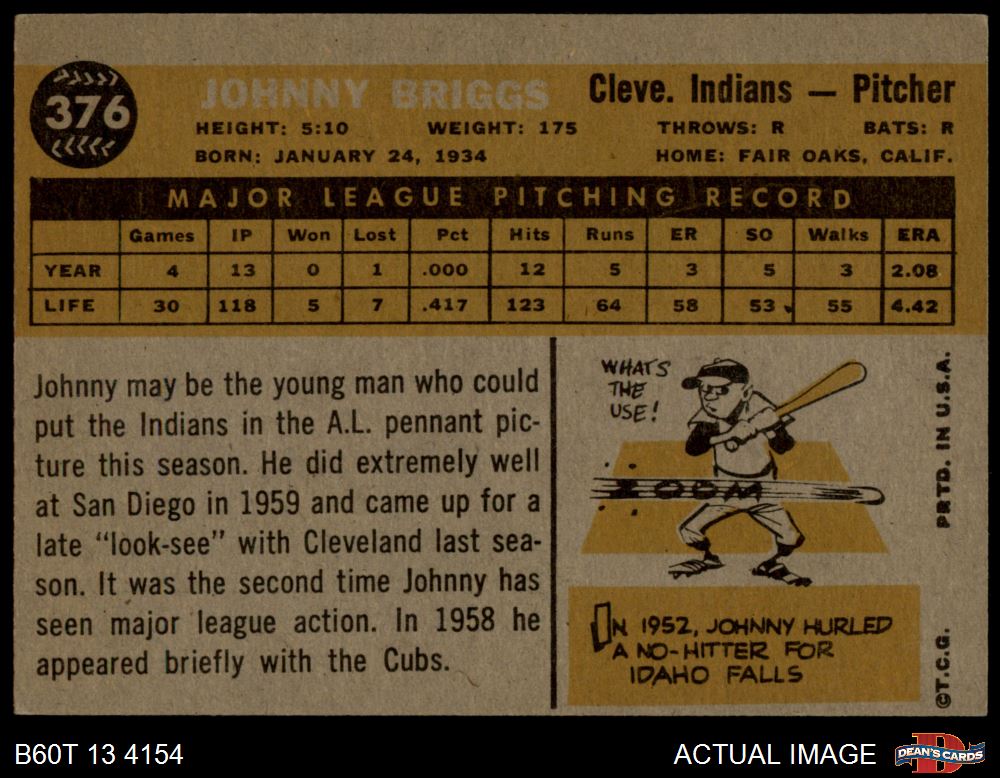 376
JOHNNY BRIGGS
Cleve. Indians — Pitcher
HEIGHT: 5:10 WEIGHT: 175 THROWS: R BATS: R
BORN: JANUARY 24, 1934 HOME: FAIR OAKS, CALIF.
MAJOR LEAGUE PITCHING RECORD
Games IP Won Lost Pct Hits Runs ER SO Walks ERA
YEAR 4 13 0 1 .000 12 5 3 5 3 2.08
LIFE 30 118 5 7 .417 123 64 58 53 55 4.42
Johnny may be the young man who could
put the Indians in the A.L. pennant pic-
ture this season. He did extremely well
at San Diego in 1959 and came up for a
late "look-see" with Cleveland last sea-
son. It was the second time Johnny has
seen major league action. In 1958 he
appeared briefly with the Cubs.
WHAT'S
THE
USE!
ZOOM
IN 1952, JOHNNY HURLED
A NO-HITTER FOR
IDAHO FALLS
©T.C.G. PRTD. IN U.S.A.
B60T 13 4154
ACTUAL IMAGE
DEAN'S CARDS